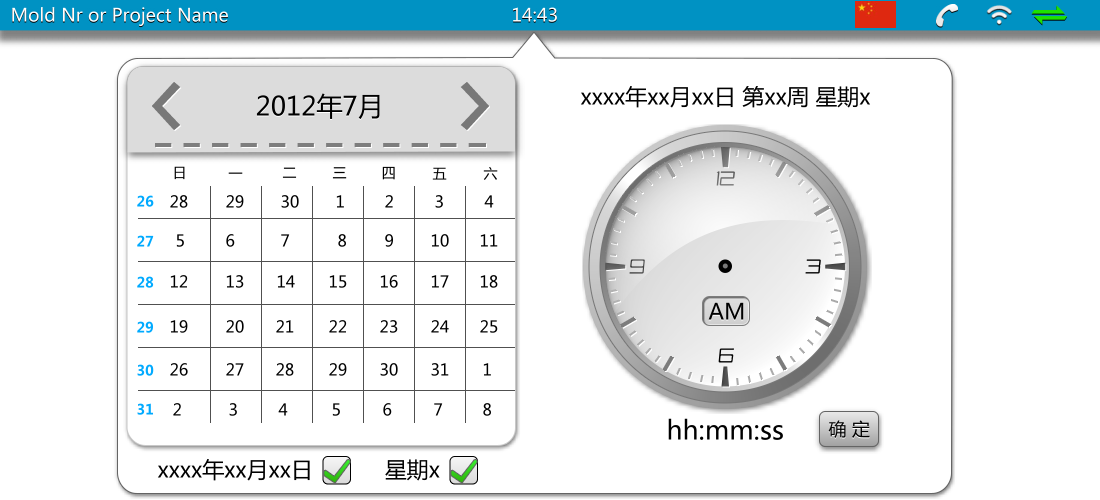 Mold Nr or Project Name 14:43
2012年7月
日 一 二 三 四 五 六
26 28 29 30 1 2 3 4
27 5 6 7 8 9 10 11
28 12 13 14 15 16 17 18
29 19 20 21 22 23 24 25
30 26 27 28 29 30 31 1
31 2 3 4 5 6 7 8
xxxx年xx月xx日 星期x
xxxx年xx月xx日 第xx周 星期x
12
9 3
AM
6
hh:mm:ss 确 定